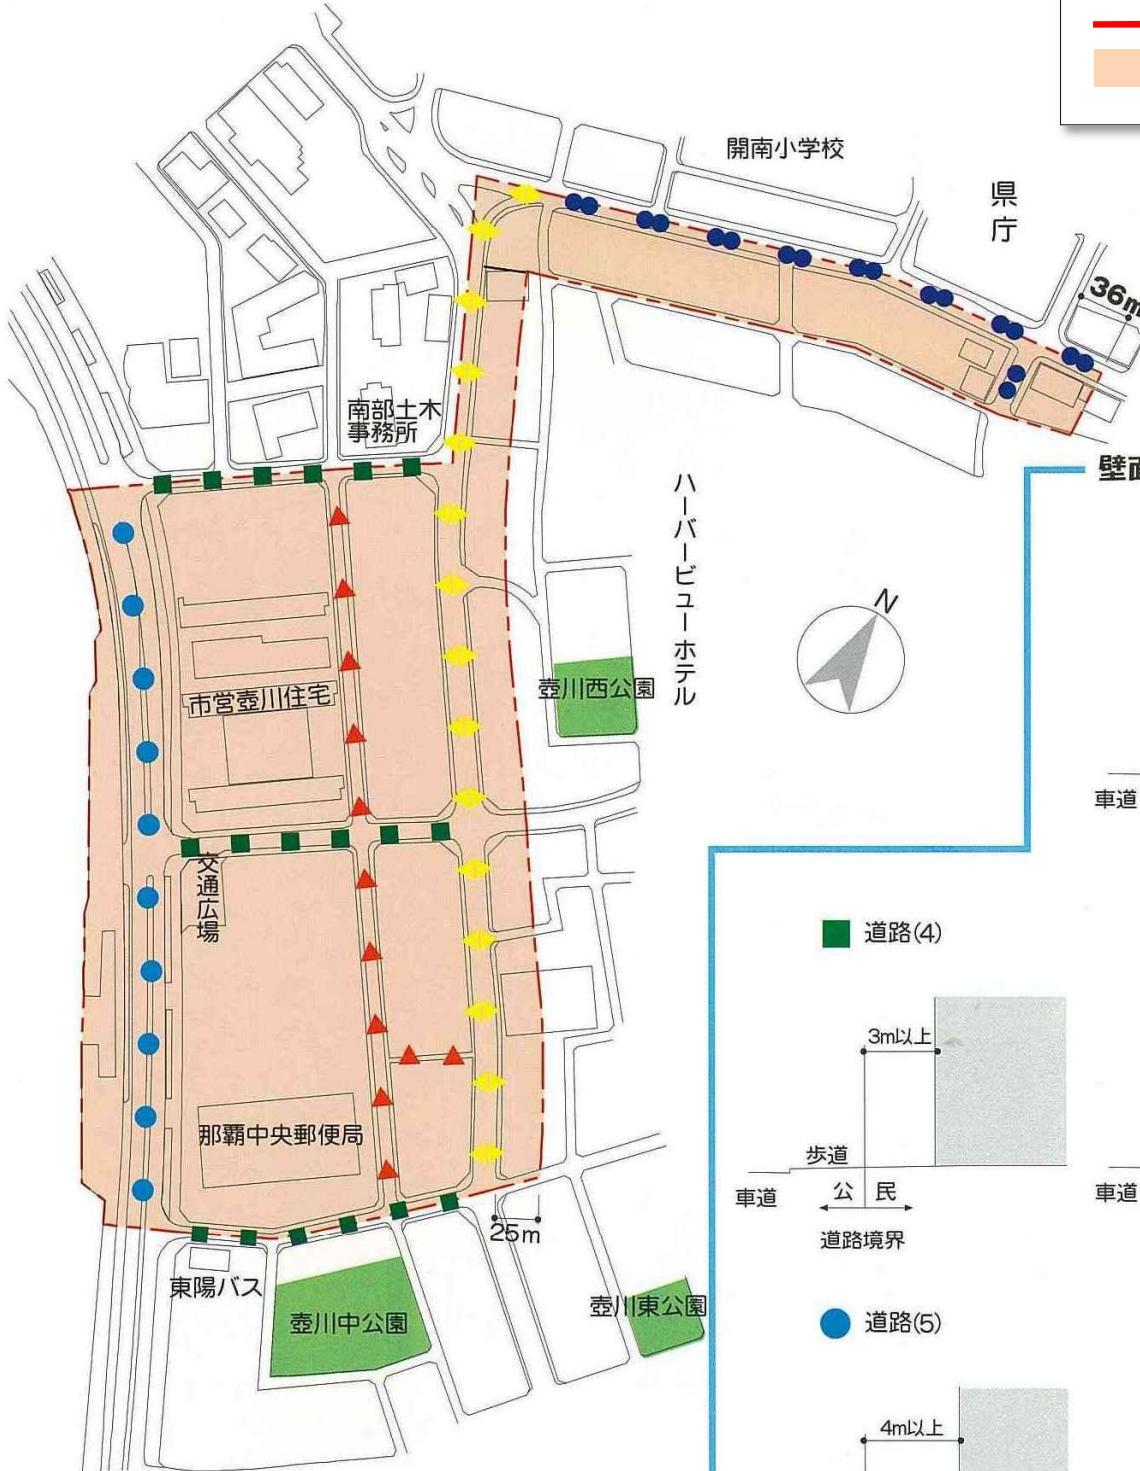 開南小学校
県庁
36m
南部土木
事務所
壁面
ハーバービューホテル
N
壺川西公園
市営壺川住宅
車道
交通広場
道路(4)
3m以上
歩道
車道
公 民
車道
道路境界
那覇中央郵便局
25m
東陽バス
壺川中公園
壺川東公園
道路(5)
4m以上